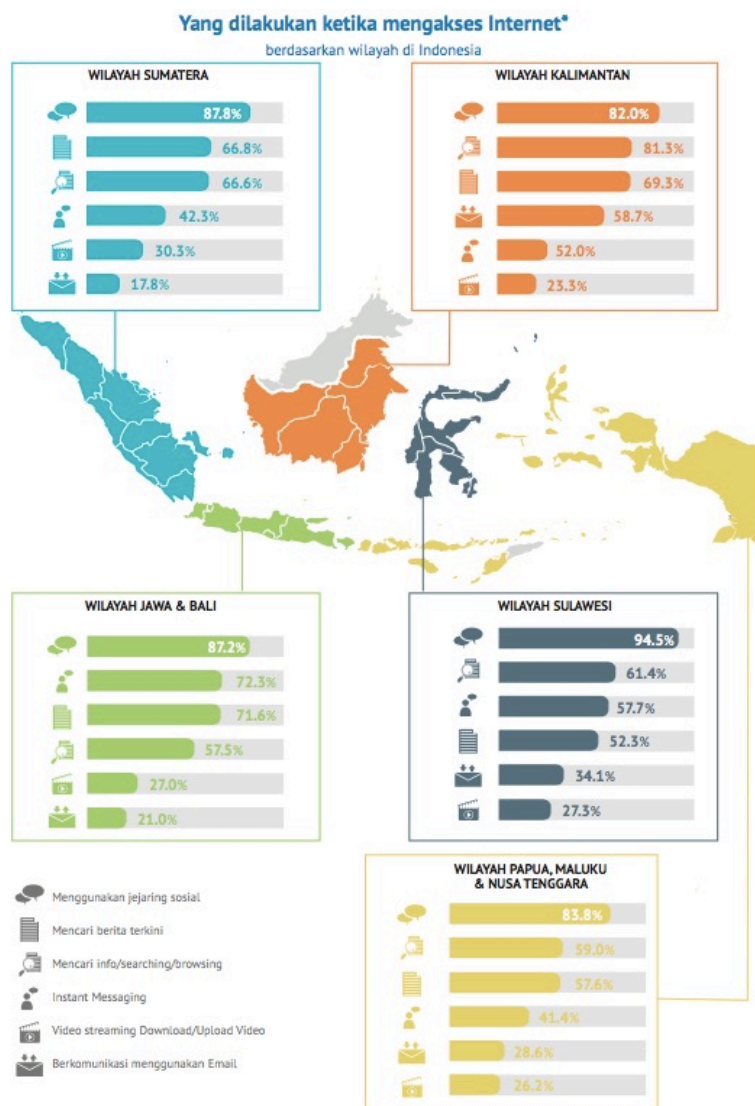 Yang dilakukan ketika mengakses Internet*
berdasarkan wilayah di Indonesia
WILAYAH SUMATERA
87.8%
66.8%
66.6%
42.3%
30.3%
17.8%
WILAYAH KALIMANTAN
82.0%
81.3%
69.3%
58.7%
52.0%
23.3%
WILAYAH JAWA & BALI
87.2%
72.3%
71.6%
57.5%
27.0%
21.0%
WILAYAH SULAWESI
94.5%
61.4%
57.7%
52.3%
34.1%
27.3%
WILAYAH PAPUA, MALUKU
& NUSA TENGGARA
83.8%
59.0%
57.6%
41.4%
28.6%
26.2%
Menggunakan jejaring sosial
Mencari berita terkini
Mencari info/searching/browsing
Instant Messaging
Video streaming Download/Upload Video
Berkomunikasi menggunakan Email